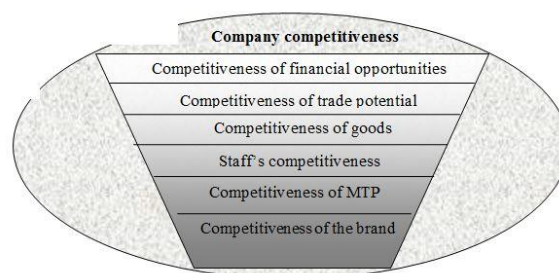 Company competitiveness
Competitiveness of financial opportunities
Competitiveness of trade potential
Competitiveness of goods
Staff's competitiveness
Competitiveness of MTP
Competitiveness of the brand